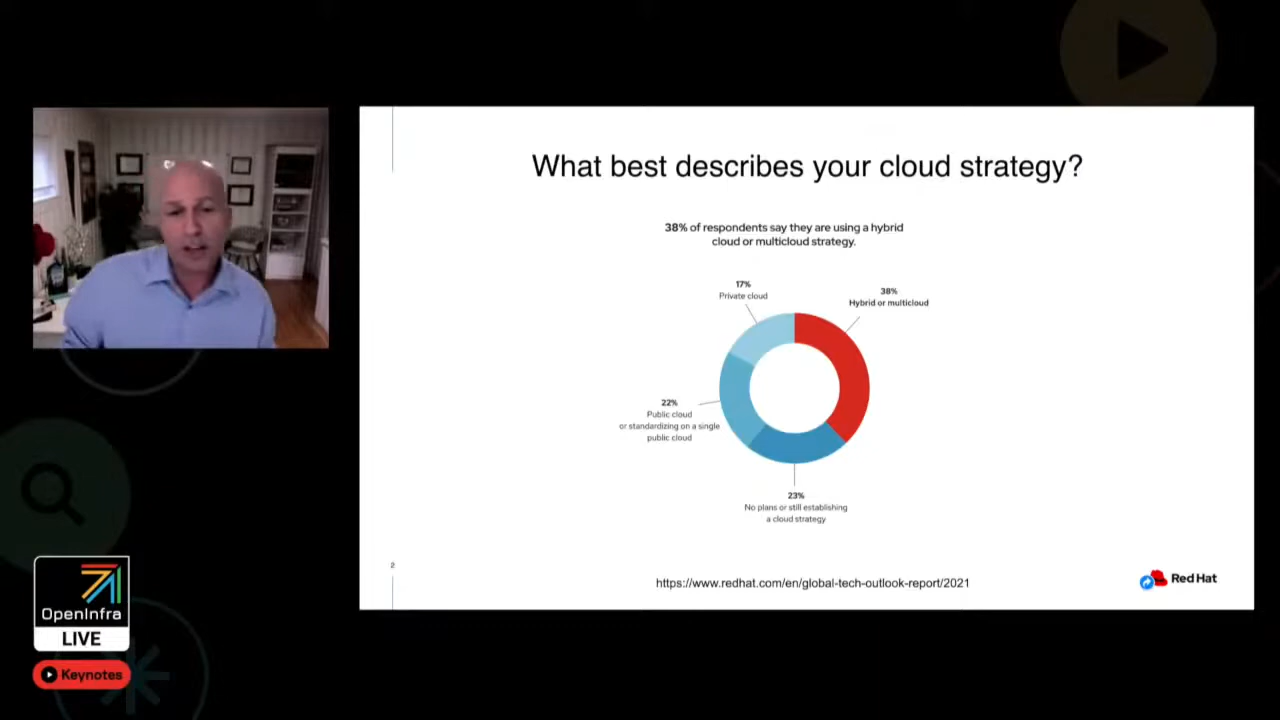 What best describes your cloud strategy?
38% of respondents say they are using a hybrid
cloud or multicloud strategy.
17%
Private cloud
38%
Hybrid or multicloud
22%
Public cloud
or standardizing on a single
public cloud
23%
No plans or still establishing
a cloud strategy
2
https://www.redhat.com/en/global-tech-outlook-report/2021
Red Hat
OpenInfra
LIVE
Keynotes